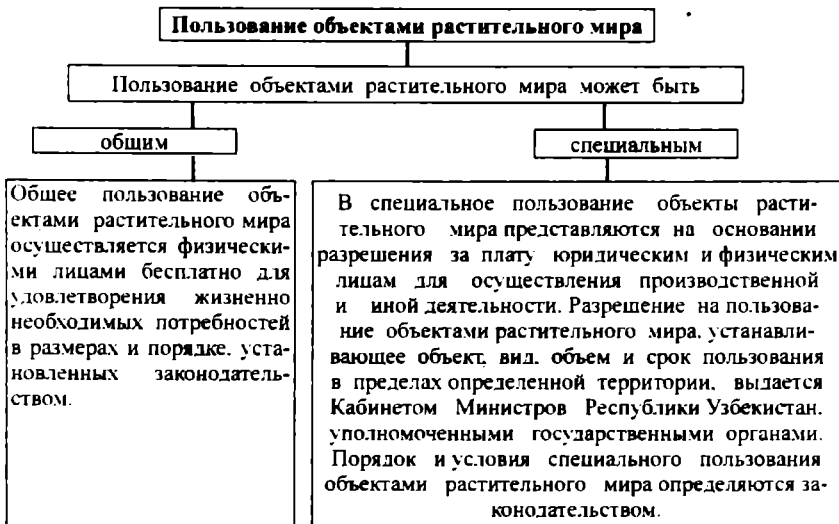 Пользование объектами растительного мира
Пользование объектами растительного мира может быть
общим
специальным
Общее пользование объ-
ектами растительного мира
осуществляется физически-
ми лицами бесплатно для
удовлетворения жизненно
необходимых потребностей
в размерах и порядке, уста-
новленных законодатель-
ством.
В специальное пользование объекты расти-
тельного мира представляются на основании
разрешения за плату юридическим и физическим
лицам для осуществления производственной
и иной деятельности. Разрешение на пользова-
ние объектами растительного мира, устанавли-
вающее объект, вид, объем и срок пользования
в пределах определенной территории, выдается
Кабинетом Министров Республики Узбекистан,
уполномоченными государственными органами.
Порядок и условия специального пользования
объектами растительного мира определяются за-
конодательством.